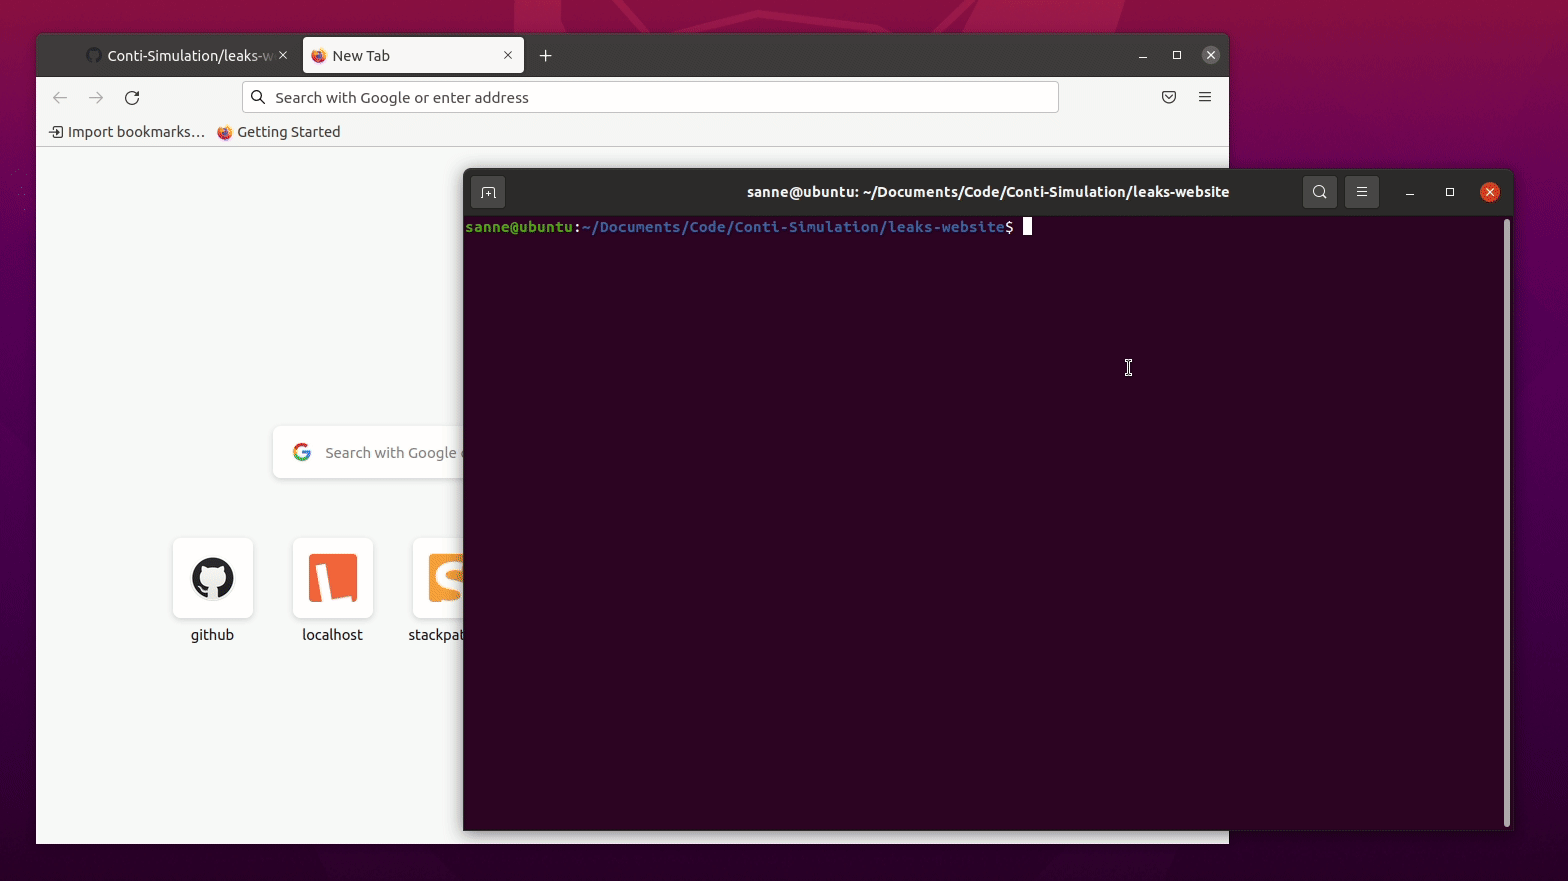 Conti-Simulation/leaks-w
New Tab
Search with Google or enter address
Import bookmarks…
Getting Started
sanne@ubuntu: ~/Documents/Code/Conti-Simulation/leaks-website
sanne@ubuntu:~/Documents/Code/Conti-Simulation/leaks-website$
Search with Google
github
localhost
stackpat